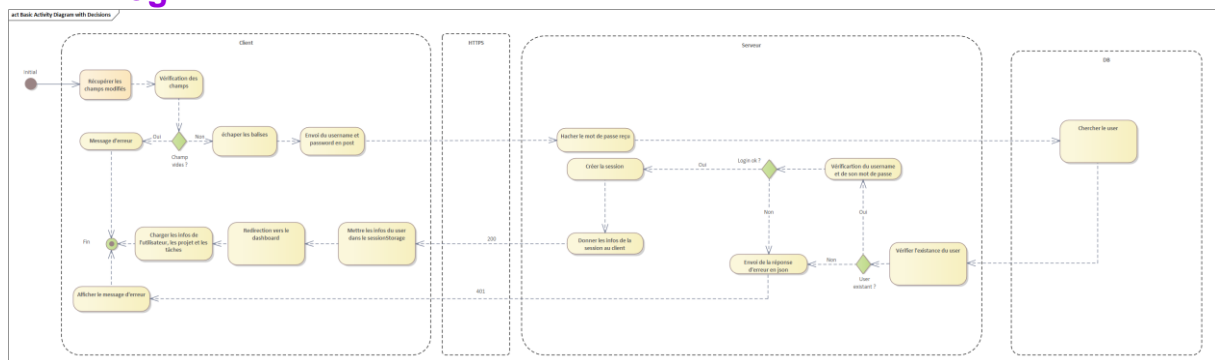 act Basic Activity Diagram with Decisions
Client
HTTPS
Serveur
DB
Initial
Récupérer les
champs modifiés
Vérification des
champs
Message d'erreur
Oui
Non
Champ
vides ?
échaper les balises
Envoi du username et
password en post
Hacher le mot de passe reçu
Chercher le user
Créer la session
Oui
Login ok ?
Vérification du username
et de son mot de passe
Non
Oui
Fin
Charger les infos de
l'utiliateur, les projet et les
tâches
Redirection vers le
dashboard
Mettre les infos du user
dans le sessionStorage
200
Donner les infos de la
session au client
Envoi de la réponse
d'erreur en json
Non
User
existant ?
Vérifier l'existance du user
Afficher le message d'erreur
401